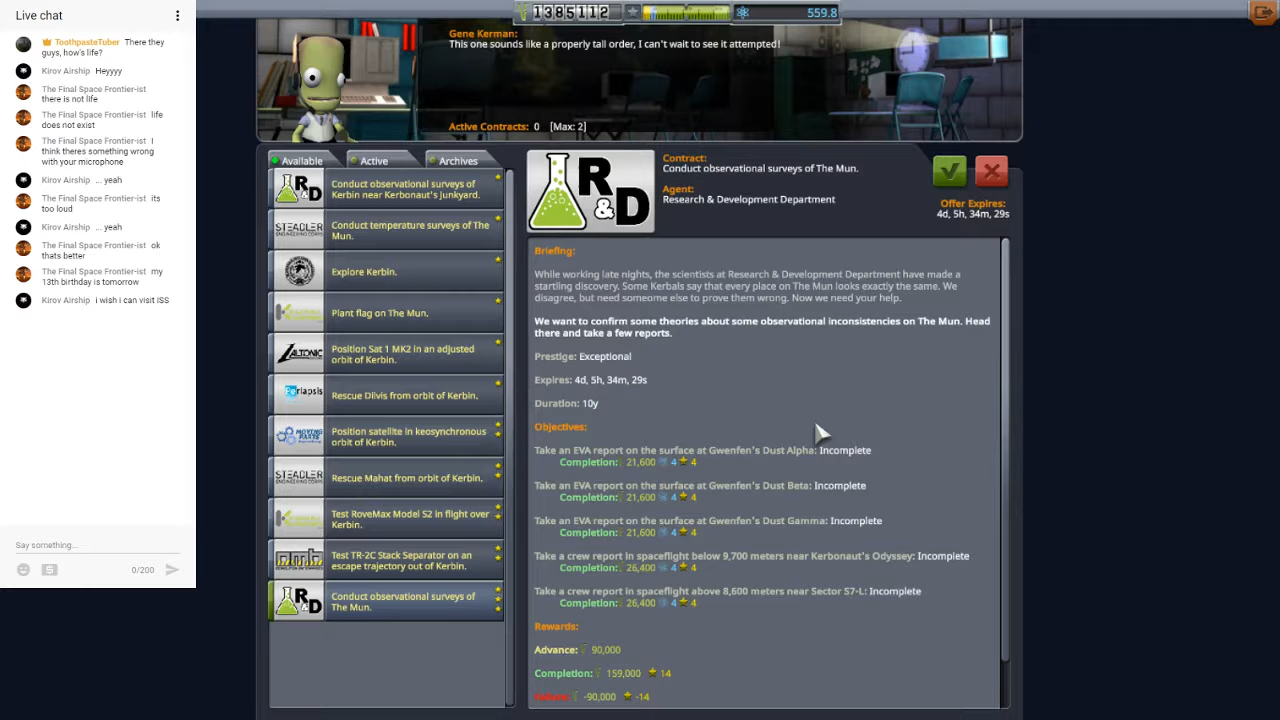 Live chat
ToothpasteTuber There they
guys, how's life?
Kirov Airship Heyyyy
The Final Space Frontier-ist
there is not life
The Final Space Frontier-ist life
does not exist
The Final Space Frontier-ist I
think theres something wrong
with your microphone
Kirov Airship ... yeah
The Final Space Frontier-ist its
too loud
Kirov Airship ... yeah
The Final Space Frontier-ist ok
thats better
The Final Space Frontier-ist my
13th birthday is tomorrow
Kirov Airship i wish i can visit ISS
Say something...
0/200
1385112
559.8
Gene Kerman:
This one sounds like a properly tall order, I can't wait to see it attempted!
Active Contracts: 0 [Max: 2]
Available
Active
Archives
R&D
Conduct observational surveys of
Kerbin near Kerbonaut's Junkyard.
STEADLER
ENGINEERING CORPS
Conduct temperature surveys of The
Mun.
Explore Kerbin.
Plant flag on The Mun.
Position Sat 1 MK2 in an adjusted
orbit of Kerbin.
Periapsis
Rescue Dilvis from orbit of Kerbin.
MOVING
PARTS
Position satellite in keosynchronous
orbit of Kerbin.
STEADLER
ENGINEERING CORPS
Rescue Mahat from orbit of Kerbin.
Test RoveMax Model S2 in flight over
Kerbin.
Test TR-2C Stack Separator on an
escape trajectory out of Kerbin.
R&D
Conduct observational surveys of
The Mun.
R
&D
Contract:
Conduct observational surveys of The Mun.
Agent:
Research & Development Department
Offer Expires:
4d, 5h, 34m, 29s
Briefing:
While working late nights, the scientists at Research & Development Department have made a
startling discovery. Some Kerbals say that every place on The Mun looks exactly the same. We
disagree, but need someone else to prove them wrong. Now we need your help.
We want to confirm some theories about some observational inconsistencies on The Mun. Head
there and take a few reports.
Prestige: Exceptional
Expires: 4d, 5h, 34m, 29s
Duration: 10y
Objectives:
Take an EVA report on the surface at Gwenfen's Dust Alpha: Incomplete
Completion: 21,600 4 4
Take an EVA report on the surface at Gwenfen's Dust Beta: Incomplete
Completion: 21,600 4 4
Take an EVA report on the surface at Gwenfen's Dust Gamma: Incomplete
Completion: 21,600 4 4
Take a crew report in spaceflight below 9,700 meters near Kerbonaut's Odyssey: Incomplete
Completion: 26,400 4 4
Take a crew report in spaceflight above 8,600 meters near Sector S7-L: Incomplete
Completion: 26,400 4 4
Rewards:
Advance: 90,000
Completion: 159,000 14
-90,000 -14